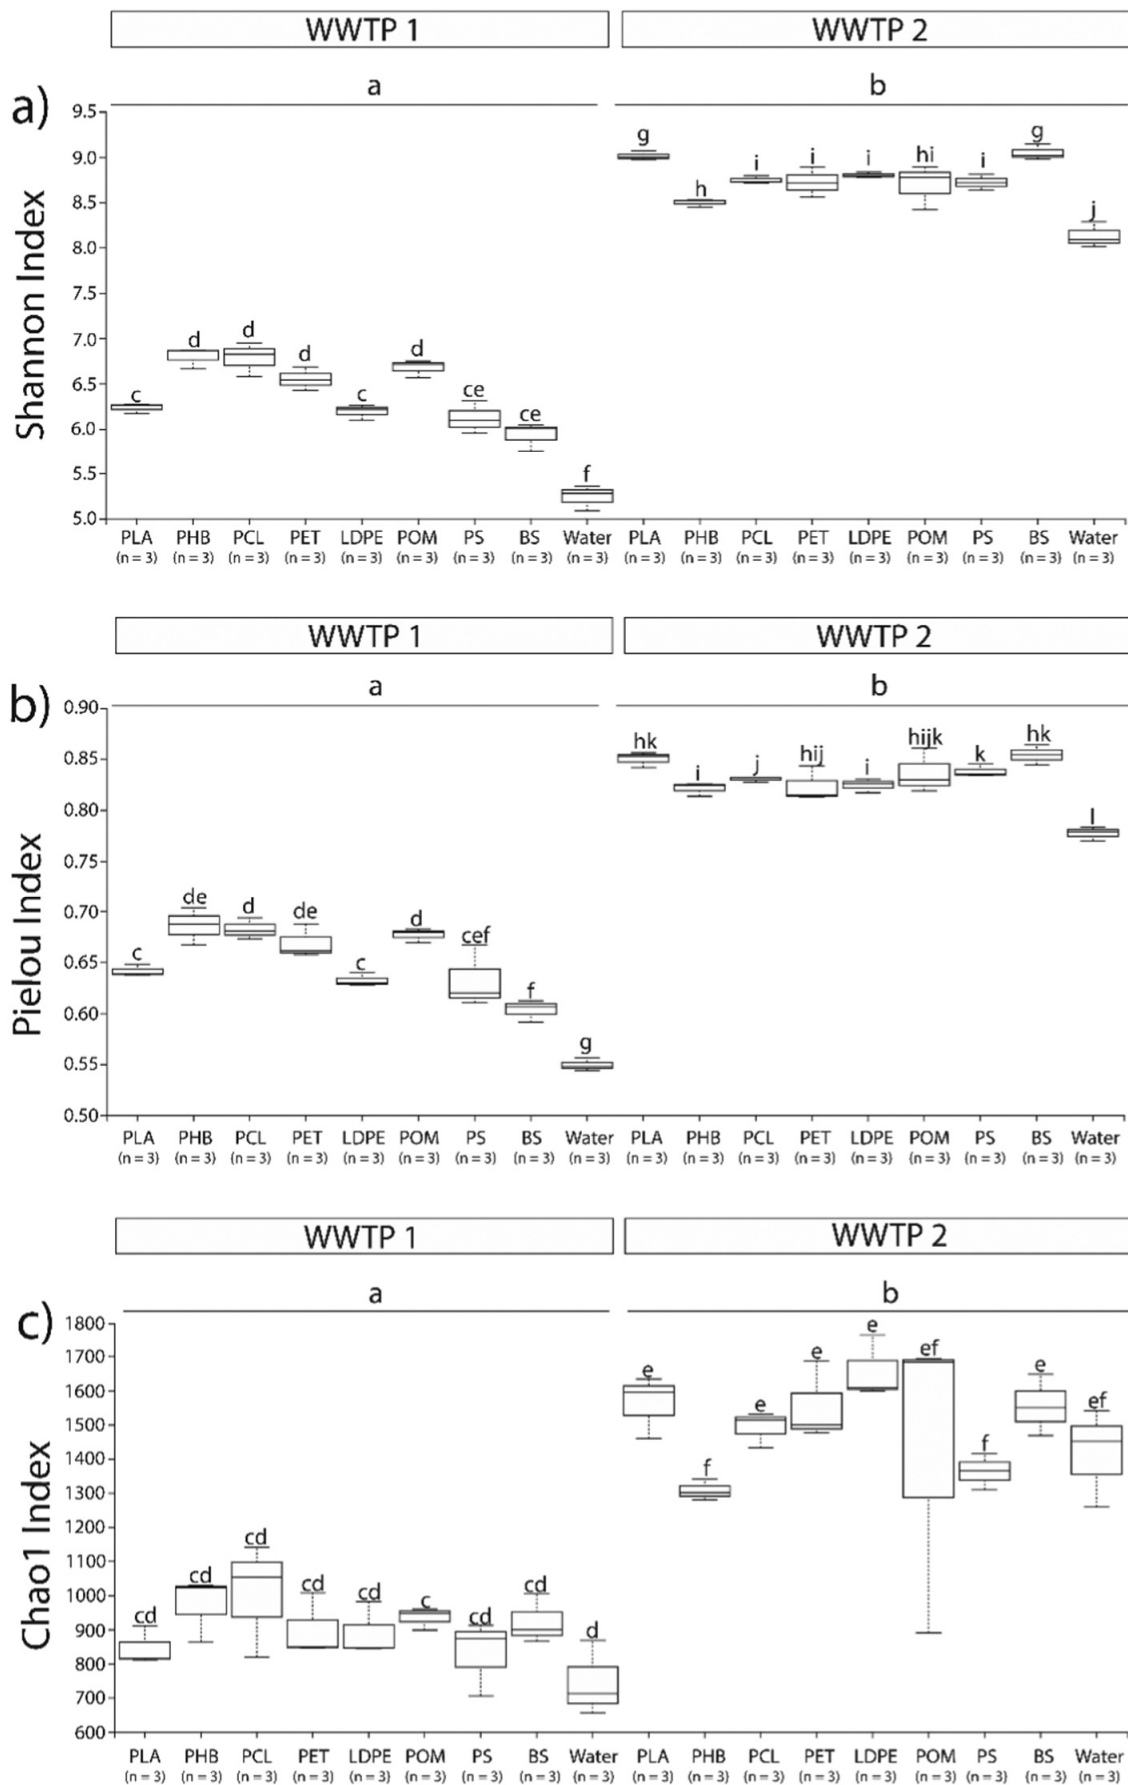 WWTP 1 WWTP 2
a b
a)
Shannon Index
9.5
9.0
8.5
8.0
7.5
7.0
6.5
6.0
5.5
5.0
c d d d c d ce ce f g h i i i hi i g j
PLA PHB PCL PET LDPE POM PS BS Water PLA PHB PCL PET LDPE POM PS BS Water
(n = 3) (n = 3) (n = 3) (n = 3) (n = 3) (n = 3) (n = 3) (n = 3) (n = 3) (n = 3) (n = 3) (n = 3) (n = 3) (n = 3) (n = 3) (n = 3) (n = 3) (n = 3)
WWTP 1 WWTP 2
a b
b)
Pielou Index
0.90
0.85
0.80
0.75
0.70
0.65
0.60
0.55
0.50
c de d de c d cef f g hk i j hij i hijk k hk l
PLA PHB PCL PET LDPE POM PS BS Water PLA PHB PCL PET LDPE POM PS BS Water
(n = 3) (n = 3) (n = 3) (n = 3) (n = 3) (n = 3) (n = 3) (n = 3) (n = 3) (n = 3) (n = 3) (n = 3) (n = 3) (n = 3) (n = 3) (n = 3) (n = 3) (n = 3)
WWTP 1 WWTP 2
a b
c)
Chao1 Index
1800
1700
1600
1500
1400
1300
1200
1100
1000
900
800
700
600
cd cd cd cd cd c cd cd d e f e e e ef f e ef
PLA PHB PCL PET LDPE POM PS BS Water PLA PHB PCL PET LDPE POM PS BS Water
(n = 3) (n = 3) (n = 3) (n = 3) (n = 3) (n = 3) (n = 3) (n = 3) (n = 3) (n = 3) (n = 3) (n = 3) (n = 3) (n = 3) (n = 3) (n = 3) (n = 3) (n = 3)